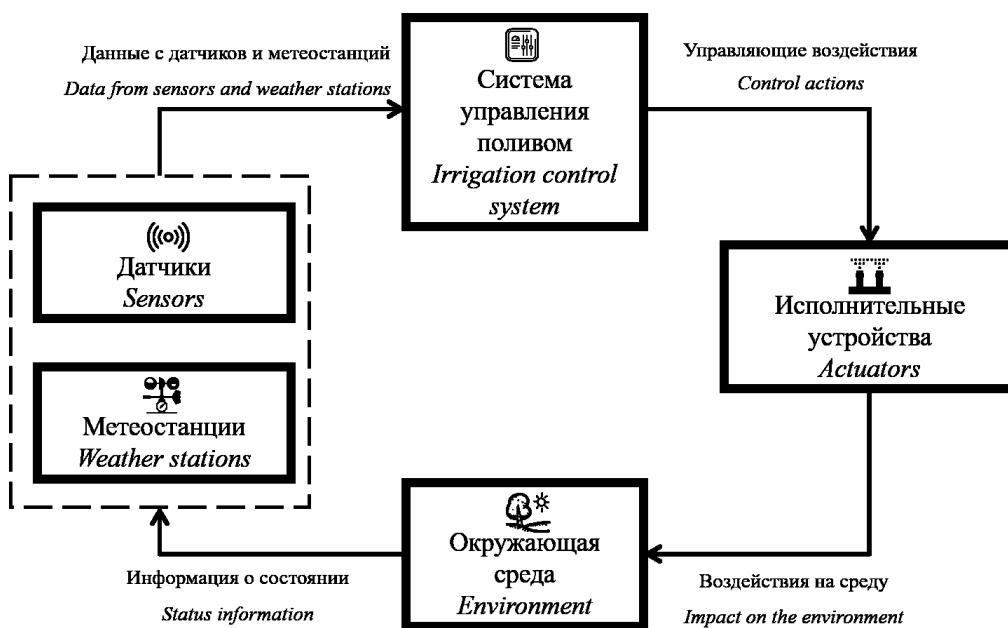 Данные с датчиков и метеостанций
Data from sensors and weather stations
Система
управления
поливом
Irrigation control
system
Управляющие воздействия
Control actions
Датчики
Sensors
Метеостанции
Weather stations
Исполнительные
устройства
Actuators
Окружающая
среда
Environment
Информация о состоянии
Status information
Воздействия на среду
Impact on the environment